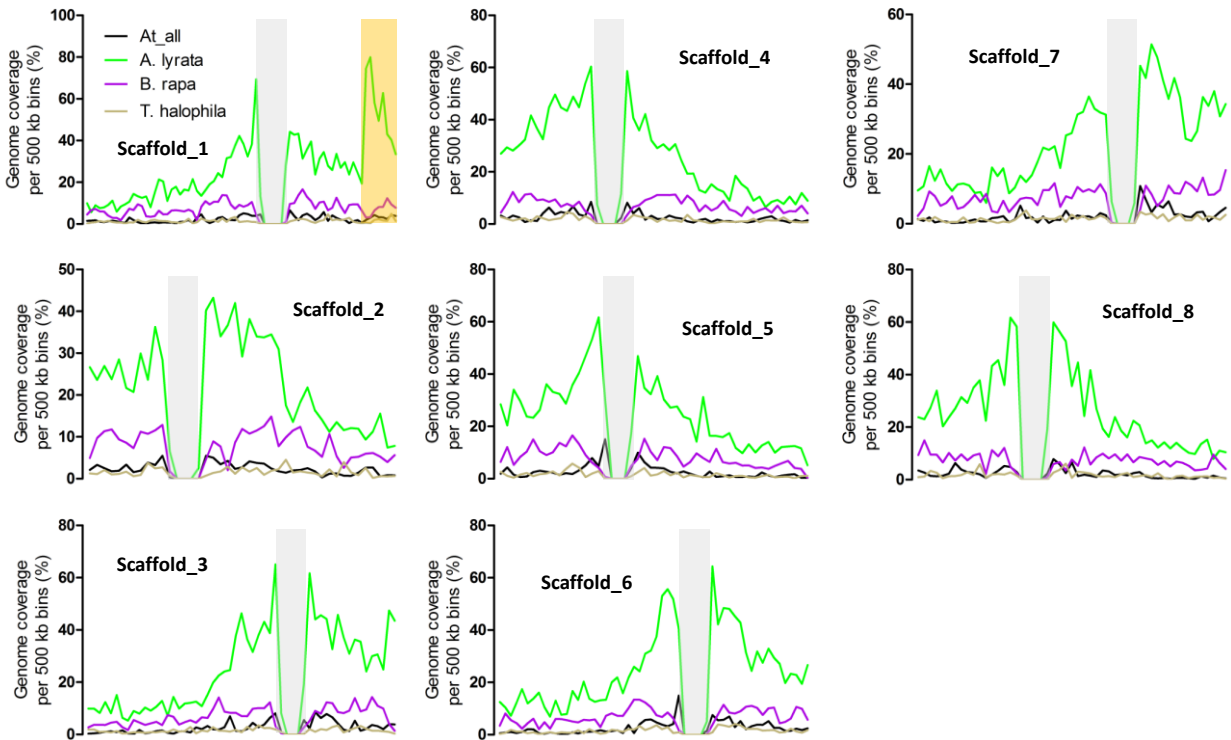 Genome coverage
per 500 kb bins (%)
100
80
60
40
20
0
At_all
A. lyrata
B. rapa
T. halophila
Scaffold_1
Genome coverage
per 500 kb bins (%)
80
60
40
20
0
Scaffold_4
Genome coverage
per 500 kb bins (%)
60
40
20
0
Scaffold_7
Genome coverage
per 500 kb bins (%)
50
40
30
20
10
0
Scaffold_2
Genome coverage
per 500 kb bins (%)
80
60
40
20
0
Scaffold_5
Genome coverage
per 500 kb bins (%)
80
60
40
20
0
Scaffold_8
Genome coverage
per 500 kb bins (%)
80
60
40
20
0
Scaffold_3
Genome coverage
per 500 kb bins (%)
80
60
40
20
0
Scaffold_6